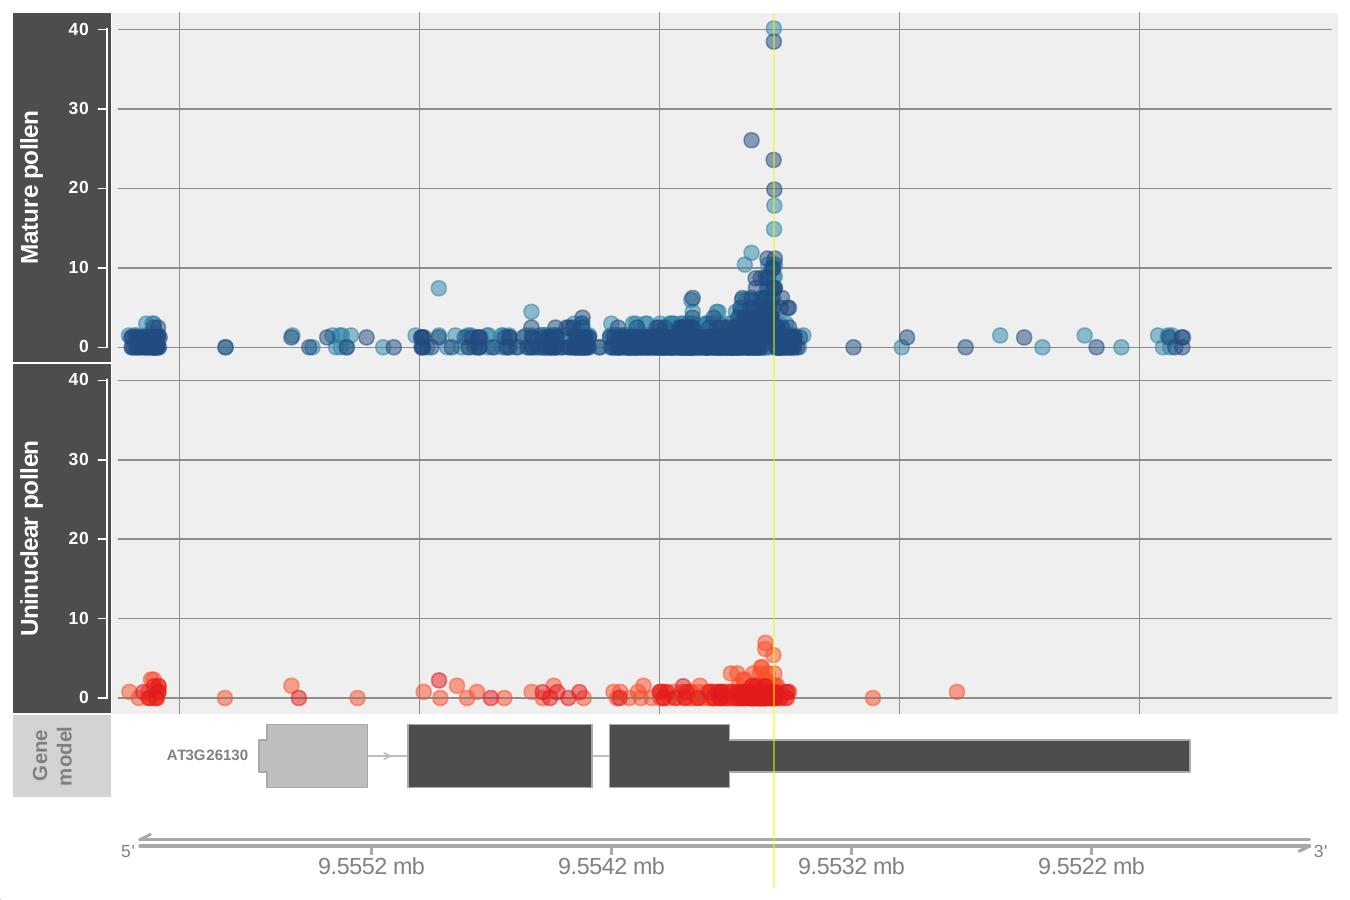 40
30
20
10
0
Mature pollen
40
30
20
10
0
Uninuclear pollen
Gene
model
AT3G26130
5'
3'
9.5552 mb
9.5542 mb
9.5532 mb
9.5522 mb